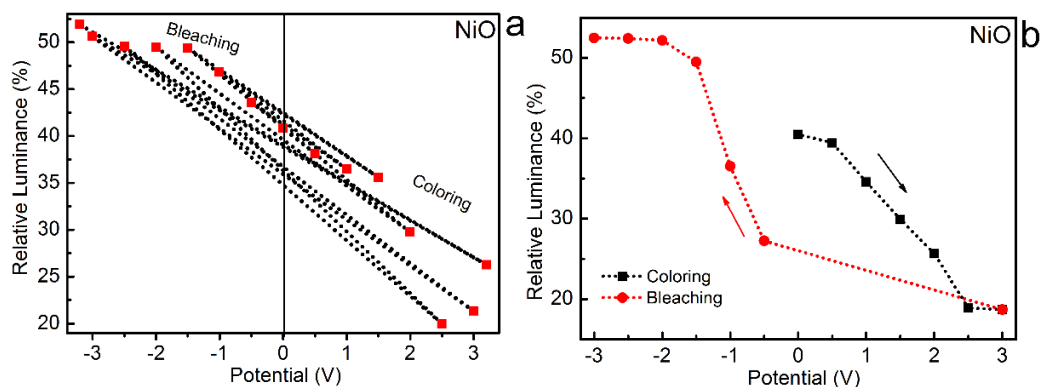 NiO
a
Bleaching
Coloring
Relative Luminance (%)
50
45
40
35
30
25
20
-3 -2 -1 0 1 2 3
Potential (V)
NiO
b
Relative Luminance (%)
50
40
30
20
Coloring
Bleaching
-3 -2 -1 0 1 2 3
Potential (V)